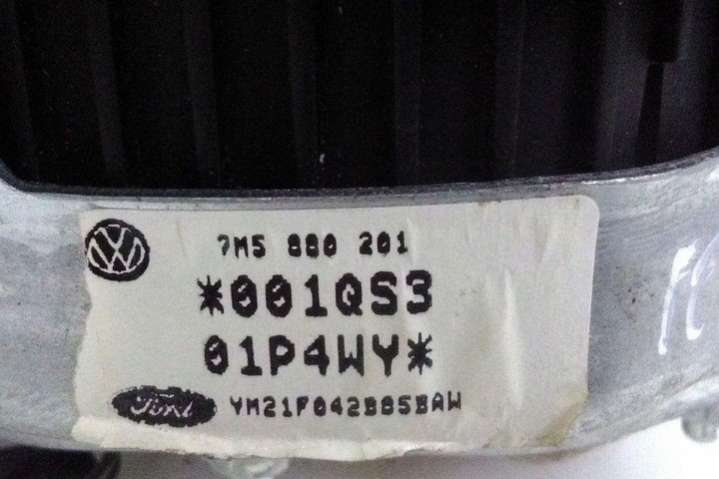 7M5 880 201
*001QS3
01P4WY*
Ford YM21F042B85BAW